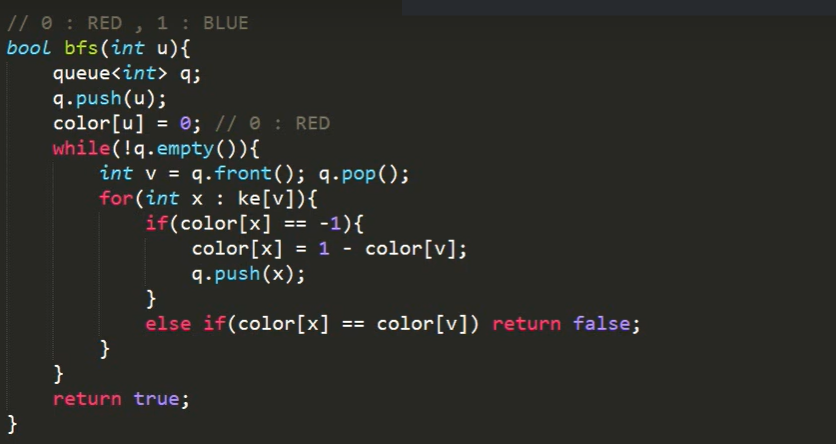 // 0 : RED , 1 : BLUE
bool bfs(int u){
    queue<int> q;
    q.push(u);
    color[u] = 0; // 0 : RED
    while(!q.empty()){
        int v = q.front(); q.pop();
        for(int x : ke[v]){
            if(color[x] == -1){
                color[x] = 1 - color[v];
                q.push(x);
            }
            else if(color[x] == color[v]) return false;
        }
    }
    return true;
}